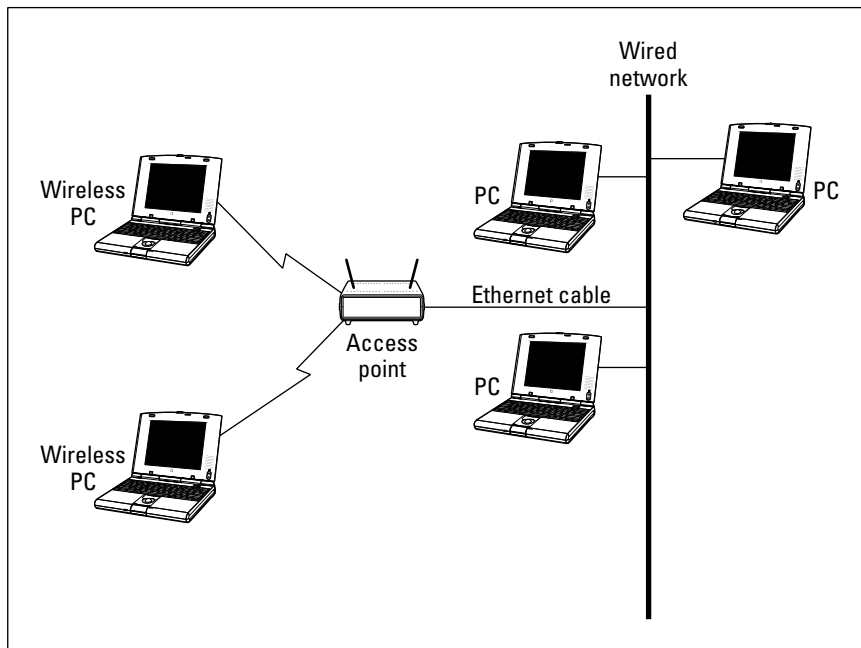 Wired
network
Wireless
PC
PC
PC
Ethernet cable
Access
point
PC
Wireless
PC